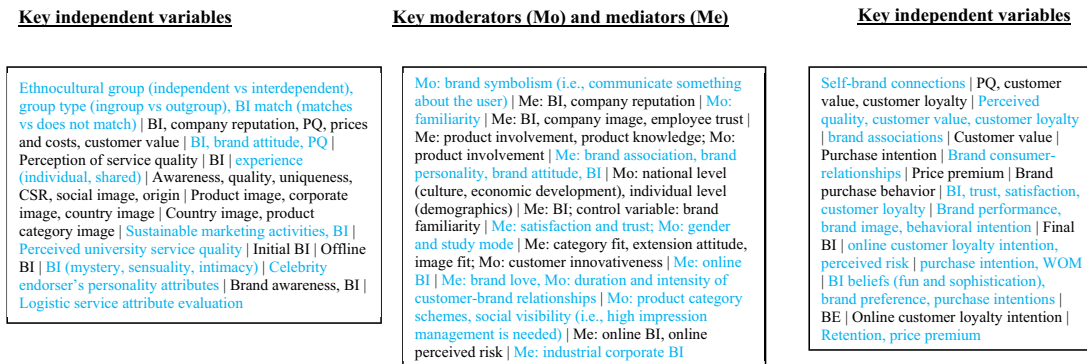 Key independent variables
Ethnocultural group (independent vs interdependent),
group type (ingroup vs outgroup), BI match (matches
vs does not match) | BI, company reputation, PQ, prices
and costs, customer value | BI, brand attitude, PQ |
Perception of service quality | BI | experience
(individual, shared) | Awareness, quality, uniqueness,
CSR, social image, origin | Product image, corporate
image, country image | Country image, product
category image | Sustainable marketing activities, BI |
Perceived university service quality | Initial BI | Offline
BI | BI (mystery, sensuality, intimacy) | Celebrity
endorser's personality attributes | Brand awareness, BI |
Logistic service attribute evaluation
Key moderators (Mo) and mediators (Me)
Mo: brand symbolism (i.e., communicate something
about the user) | Me: BI, company reputation | Mo:
familiarity | Me: BI, company image, employee trust |
Me: product involvement, product knowledge; Mo:
product involvement | Me: brand association, brand
personality, brand attitude, BI | Mo: national level
(culture, economic development), individual level
(demographics) | Me: BI; control variable: brand
familiarity | Me: satisfaction and trust; Mo: gender
and study mode | Me: category fit, extension attitude,
image fit; Mo: customer innovativeness | Me: online
BI | Me: brand love, Mo: duration and intensity of
customer-brand relationships | Mo: product category
schemes, social visibility (i.e., high impression
management is needed) | Me: online BI, online
perceived risk | Me: industrial corporate BI
Key independent variables
Self-brand connections | PQ, customer
value, customer loyalty | Perceived
quality, customer value, customer loyalty
| brand associations | Customer value |
Purchase intention | Brand consumer-
relationships | Price premium | Brand
purchase behavior | BI, trust, satisfaction,
customer loyalty | Brand performance,
brand image, behavioral intention | Final
BI | online customer loyalty intention,
perceived risk | purchase intention, WOM
| BI beliefs (fun and sophistication),
brand preference, purchase intentions |
BE | Online customer loyalty intention |
Retention, price premium